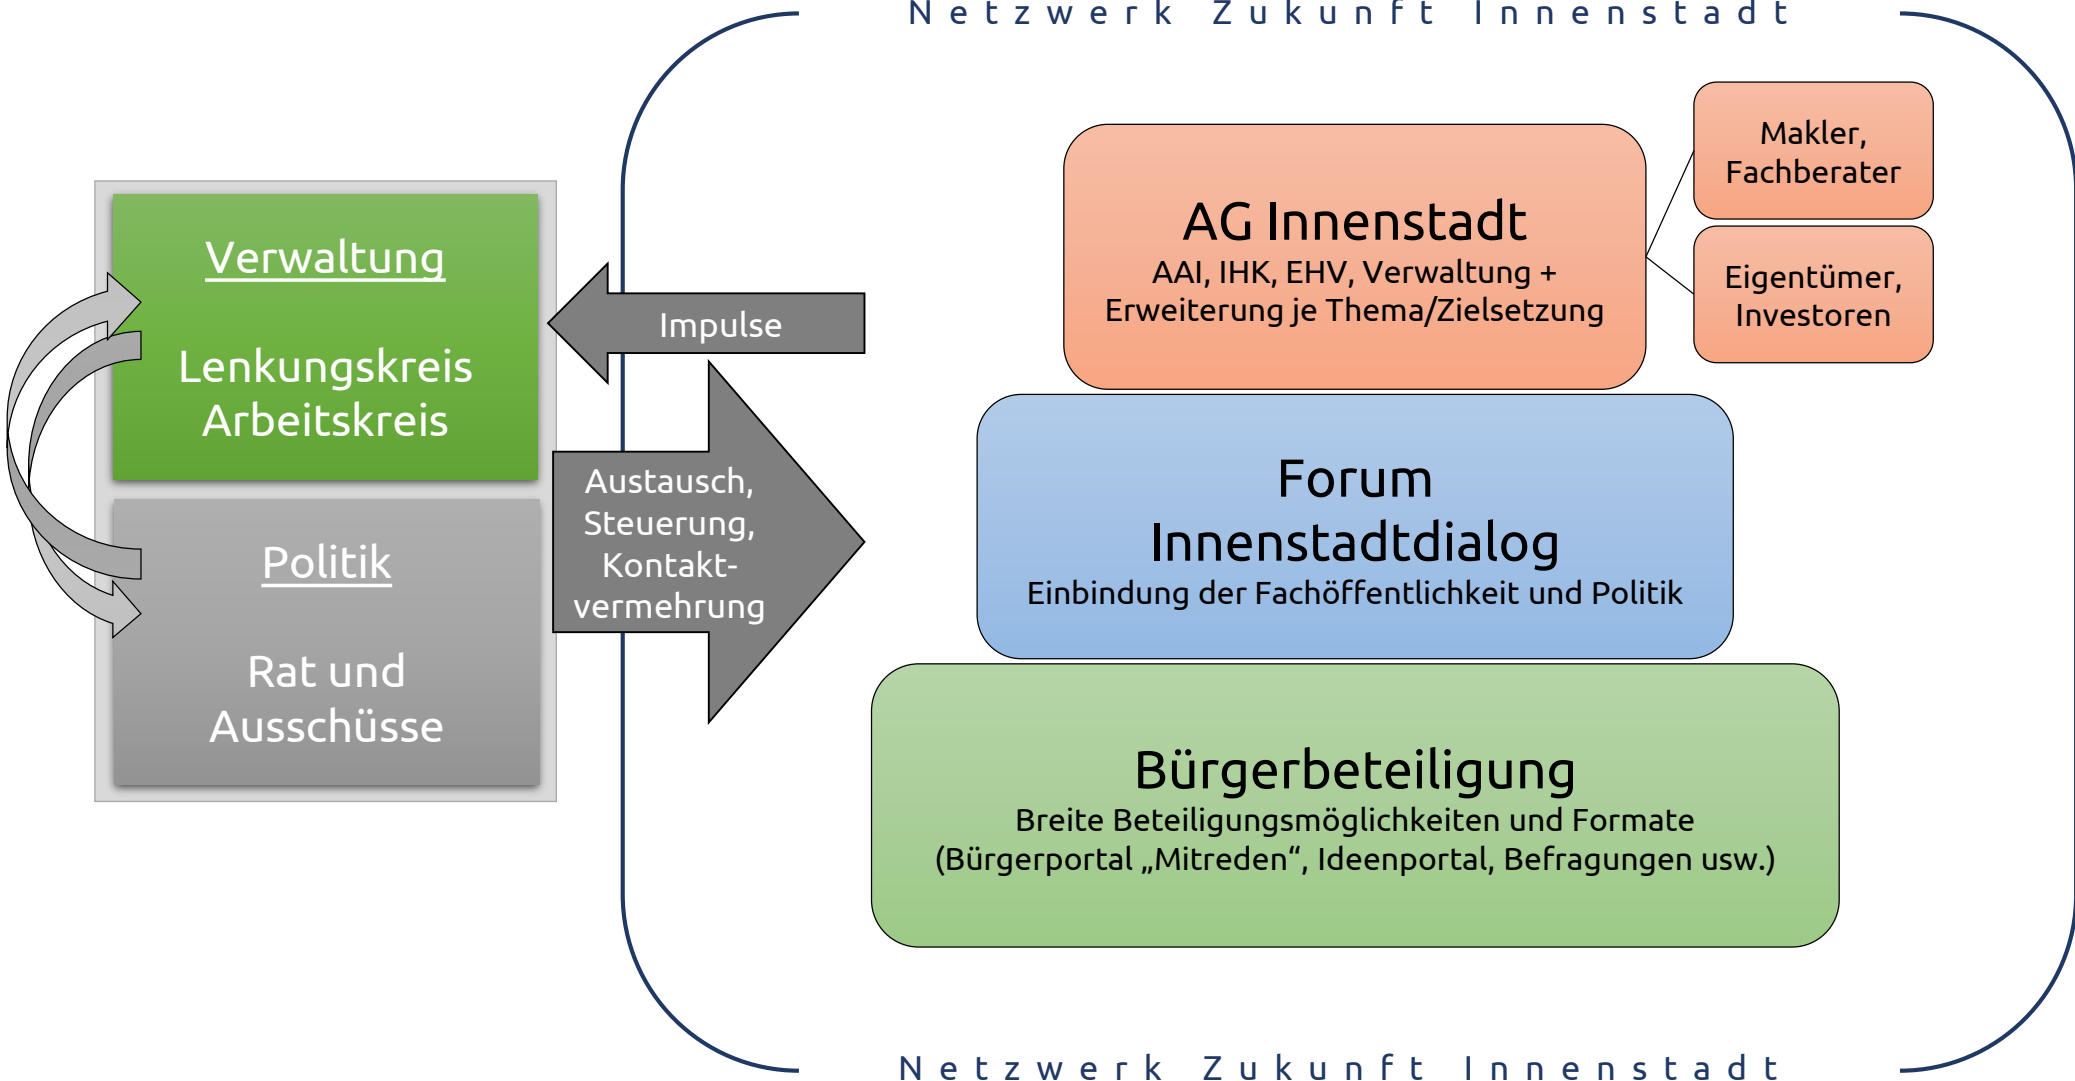 Netzwerk Zukunft Innenstadt
Verwaltung
Lenkungskreis
Arbeitskreis
Politik
Rat und
Ausschüsse
Impulse
Austausch,
Steuerung,
Kontakt-
vermehrung
AG Innenstadt
AAI, IHK, EHV, Verwaltung +
Erweiterung je Thema/Zielsetzung
Makler,
Fachberater
Eigentümer,
Investoren
Forum
Innenstadtdialog
Einbindung der Fachöffentlichkeit und Politik
Bürgerbeteiligung
Breite Beteiligungsmöglichkeiten und Formate
(Bürgerportal „Mitreden“, Ideenportal, Befragungen usw.)
Netzwerk Zukunft Innenstadt